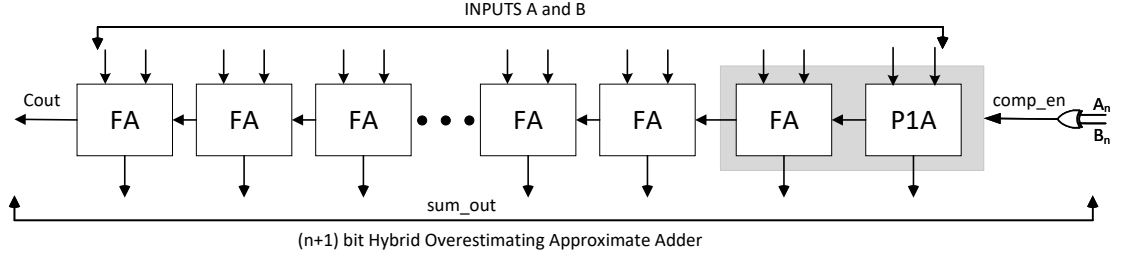 INPUTS A and B
Cout
FA
FA
FA
FA
FA
FA
P1A
comp_en
Aₙ
Bₙ
sum_out
(n+1) bit Hybrid Overestimating Approximate Adder